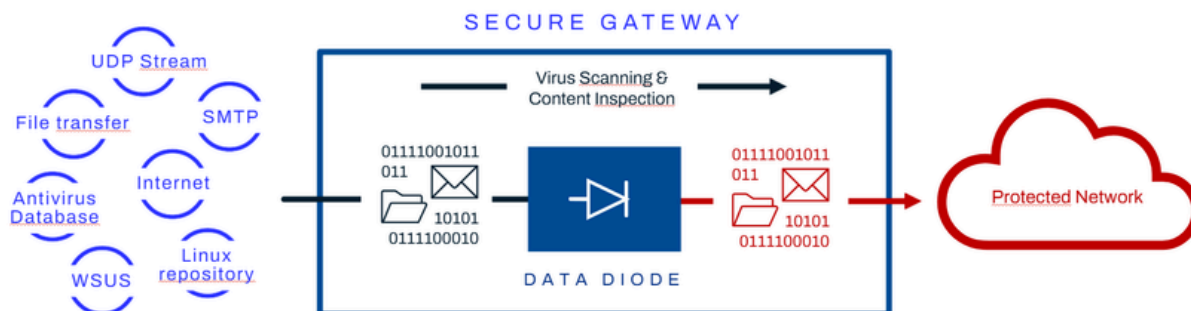 SECURE GATEWAY
UDP Stream
File transfer
SMTP
Antivirus
Database
Internet
WSUS
Linux
repository
Virus Scanning &
Content Inspection
01111001011
011
10101
0111100010
DATA DIODE
01111001011
011
10101
0111100010
Protected Network